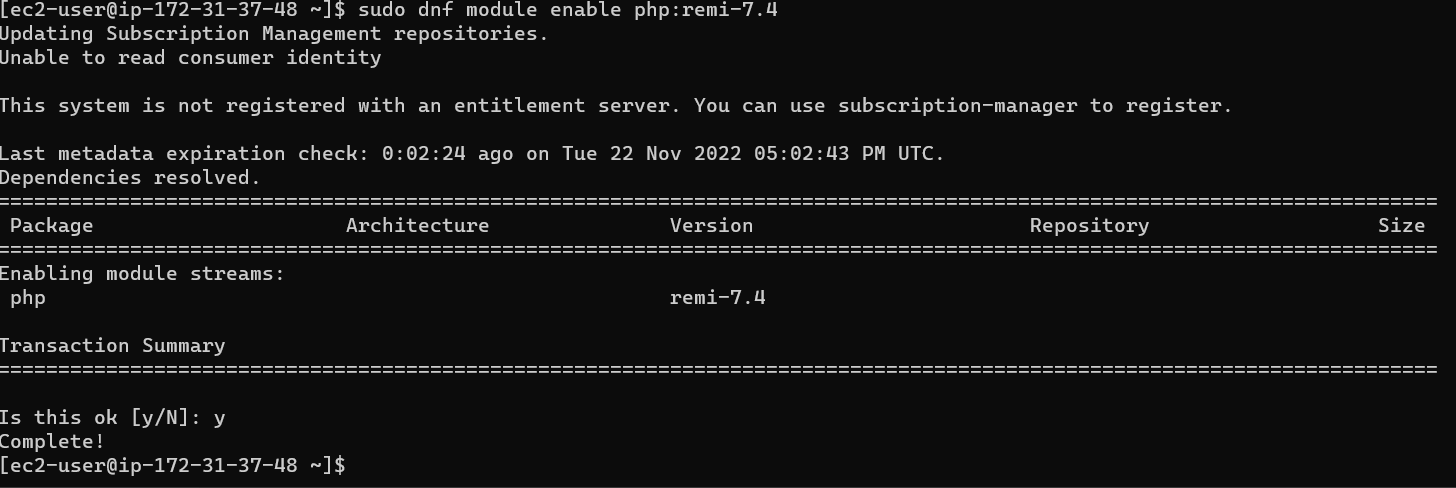 [ec2-user@ip-172-31-37-48 ~]$ sudo dnf module enable php:remi-7.4
Updating Subscription Management repositories.
Unable to read consumer identity
This system is not registered with an entitlement server. You can use subscription-manager to register.
Last metadata expiration check: 0:02:24 ago on Tue 22 Nov 2022 05:02:43 PM UTC.
Dependencies resolved.
========================================================================================================================
Package Architecture Version Repository Size
========================================================================================================================
Enabling module streams:
php remi-7.4
Transaction Summary
========================================================================================================================
Is this ok [y/N]: y
Complete!
[ec2-user@ip-172-31-37-48 ~]$